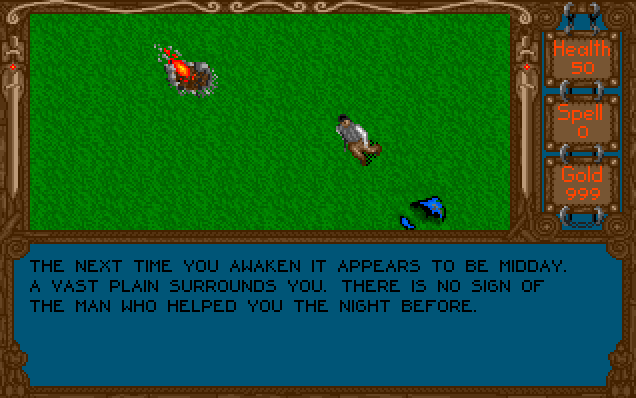 Health
50
Spell
0
Gold
999
THE NEXT TIME YOU AWAKEN IT APPEARS TO BE MIDDAY.
A VAST PLAIN SURROUNDS YOU. THERE IS NO SIGN OF
THE MAN WHO HELPED YOU THE NIGHT BEFORE.